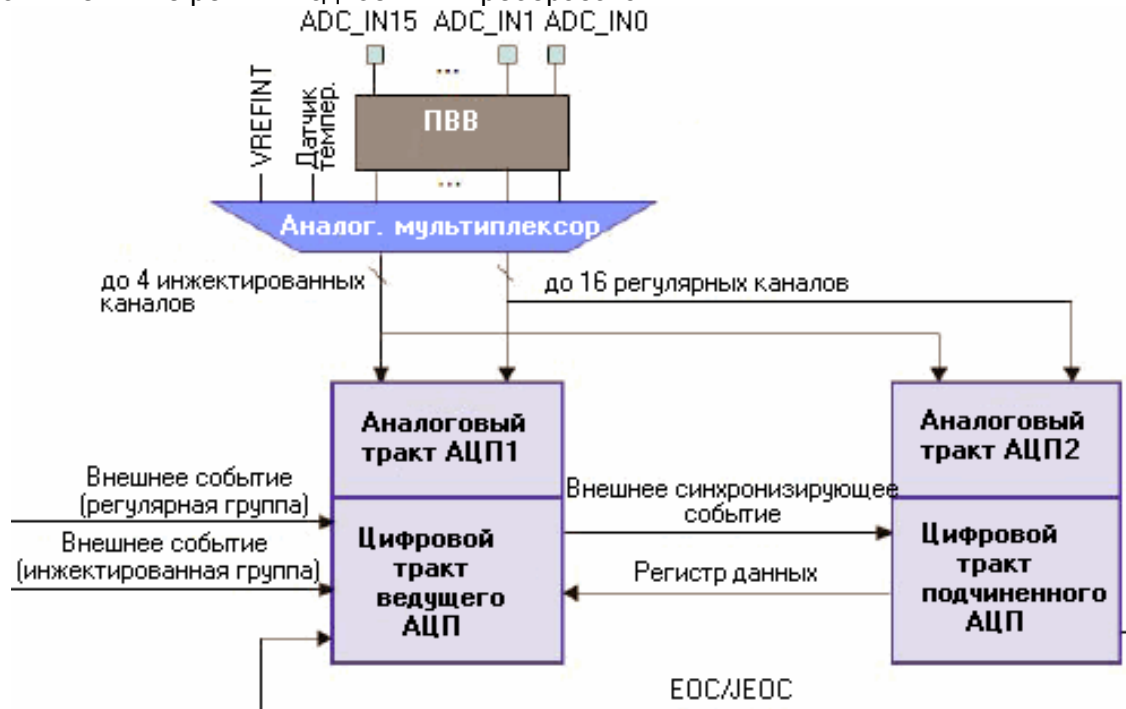 ADC_IN15 ADC_IN1 ADC_IN0
VREFINT
Датчик
темпер.
...
ПВВ
...
Аналог. мультиплексор
до 4 инжектированных
каналов
до 16 регулярных каналов
Аналоговый
тракт АЦП1
Аналоговый
тракт АЦП2
Внешнее событие
(регулярная группа)
Внешнее событие
(инжектированная группа)
Внешнее синхронизирующее
событие
Регистр данных
Цифровой
тракт
ведущего
АЦП
Цифровой
тракт
подчиненного
АЦП
EOC/JEOC